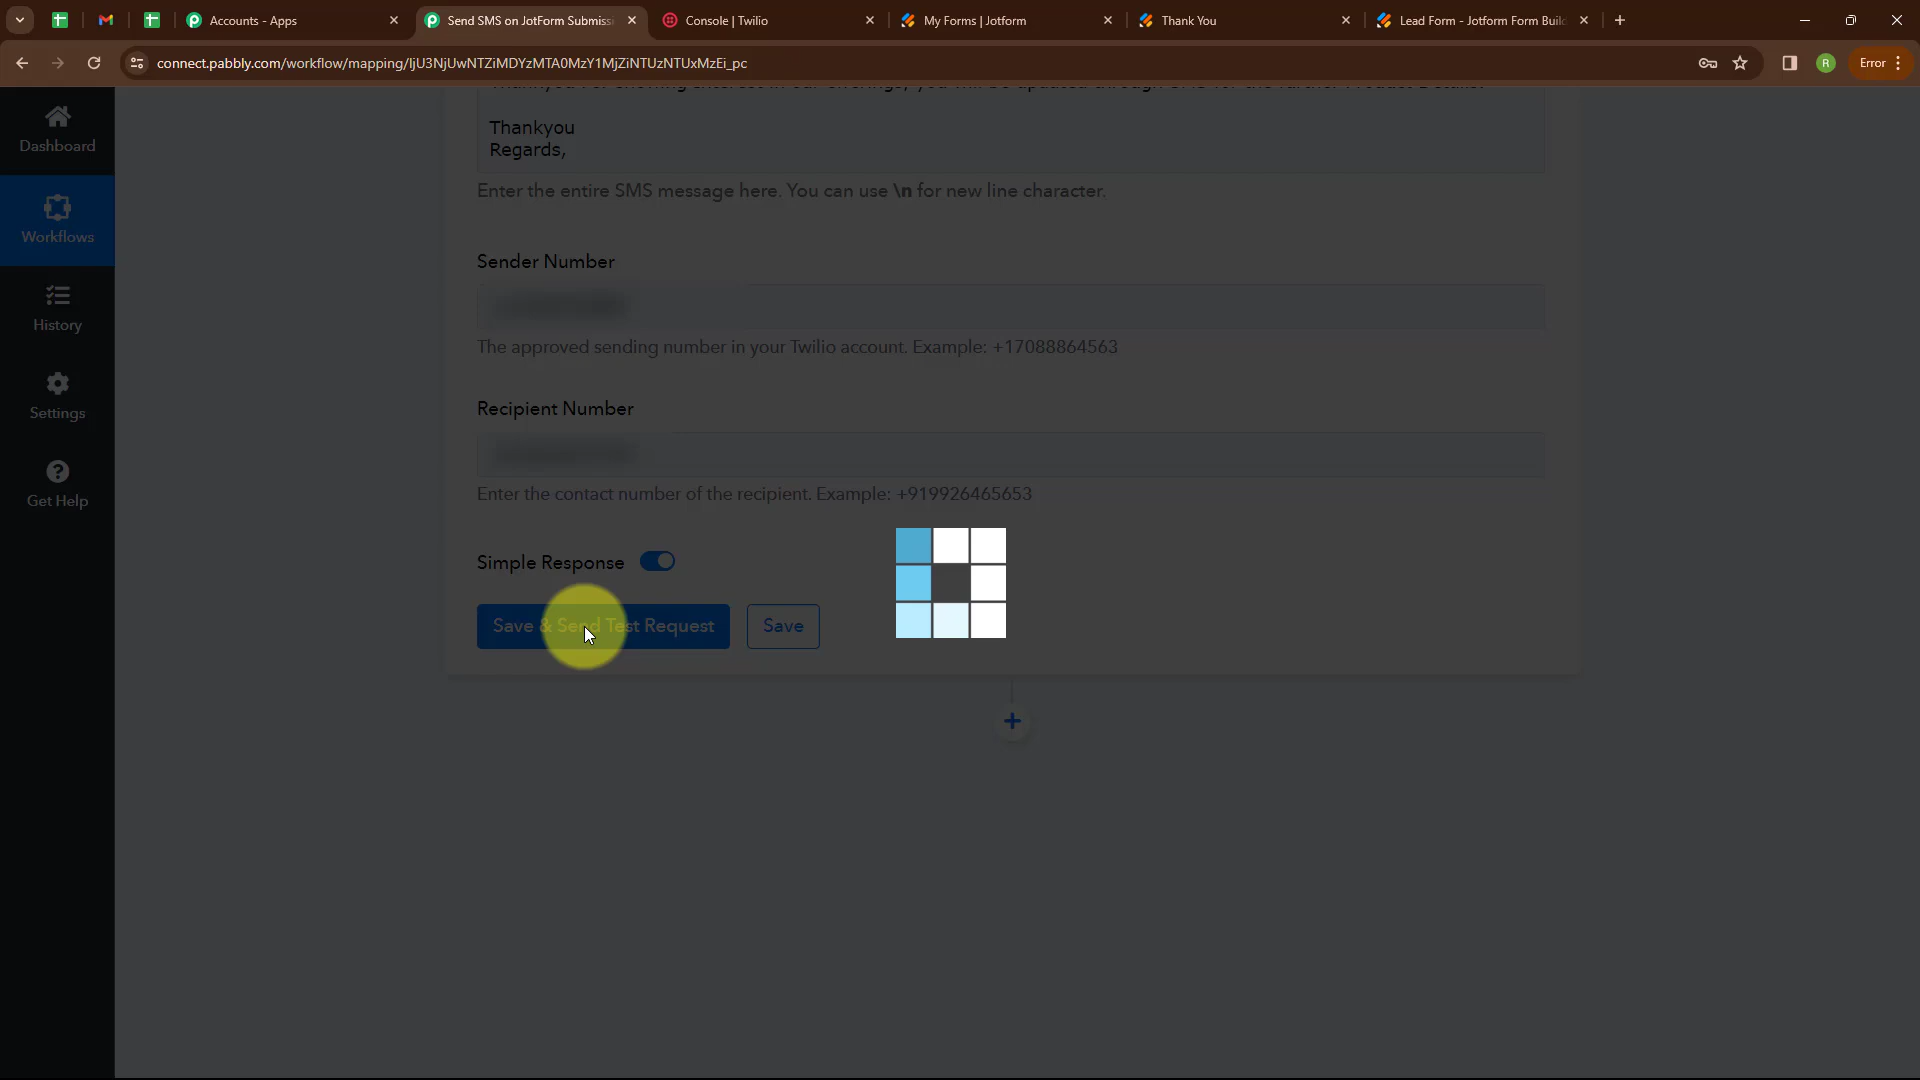 Accounts - Apps
Send SMS on JotForm Submissi
Console | Twilio
My Forms | Jotform
Thank You
Lead Form - Jotform Form Buil
connect.pabbly.com/workflow/mapping/IjU3NjUwNTZiMDYzMTA0MzY1MjZiNTUzNTUxMzEi_pc
R
Error
Dashboard
Workflows
History
Settings
Get Help
Thankyou
Regards,
Enter the entire SMS message here. You can use \n for new line character.
Sender Number
The approved sending number in your Twilio account. Example: +17088864563
Recipient Number
Enter the contact number of the recipient. Example: +919926465653
Simple Response
Save & Send Test Request
Save